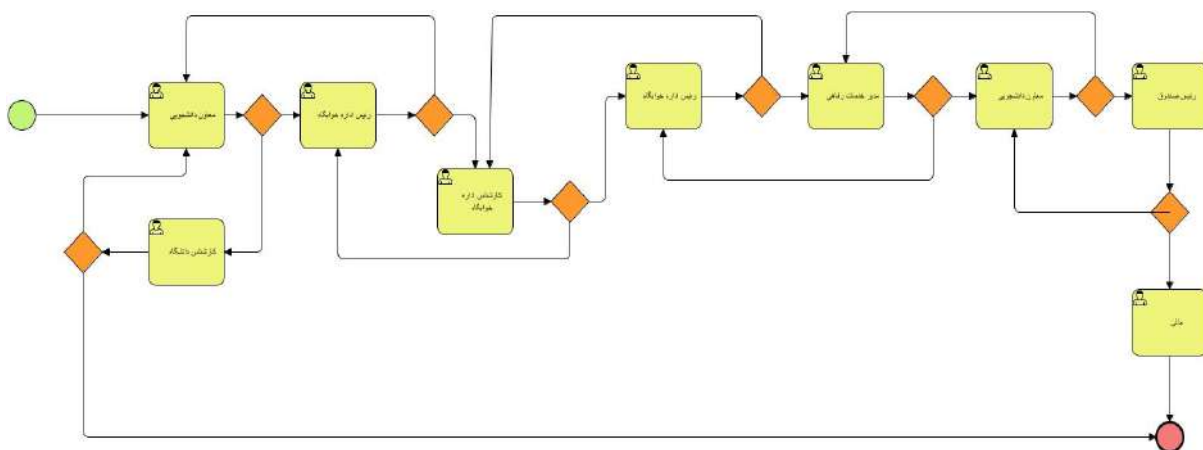 معاون دانشجویی
رئیس اداره خوابگاه
کارشناس اداره
خوابگاه
رئیس اداره خوابگاه
مدیر خدمات رفاهی
معاون دانشجویی
رئیس صندوق
کارشناس دانشگاه
مالی